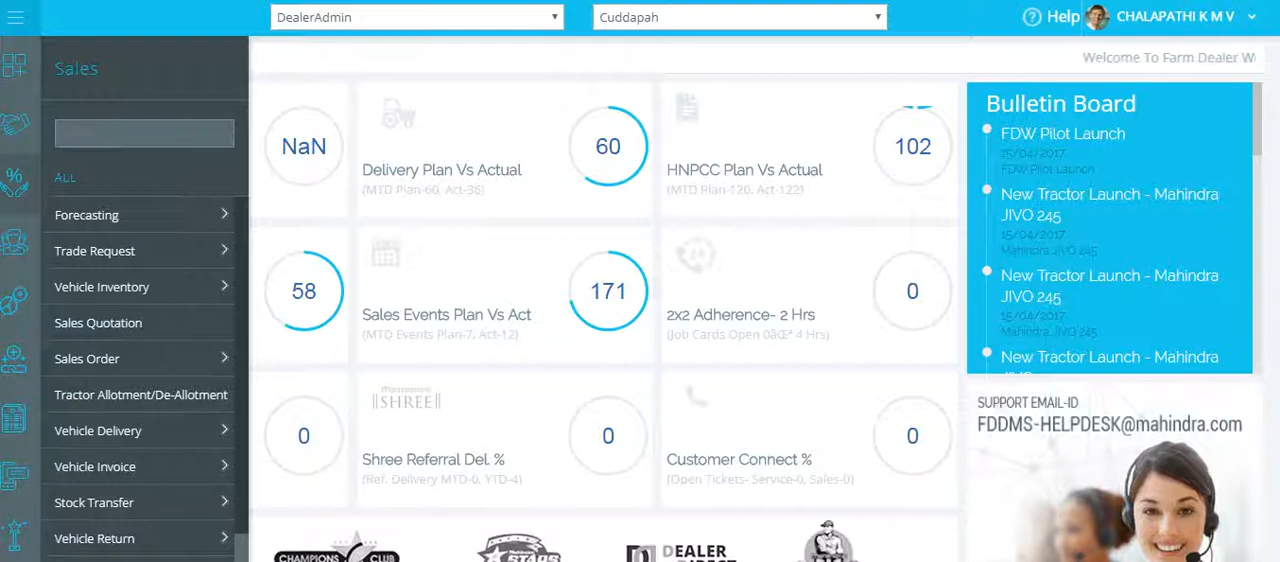 DealerAdmin
Cuddapah
Help
CHALAPATHI K M V
Welcome To Farm Dealer W
Sales
ALL
Forecasting
Trade Request
Vehicle Inventory
Sales Quotation
Sales Order
Tractor Allotment/De-Allotment
Vehicle Delivery
Vehicle Invoice
Stock Transfer
Vehicle Return
NaN
Delivery Plan Vs Actual
(MTD Plan-60, Act-36)
60
HNPCC Plan Vs Actual
(MTD Plan-120, Act-122)
102
58
Sales Events Plan Vs Act
(MTD Events Plan-7, Act-12)
171
2x2 Adherence- 2 Hrs
(Job Cards Open 0â€ª 4 Hrs)
0
0
SHREE
Shree Referral Del. %
(Ref. Delivery MTD-0, YTD-4)
0
Customer Connect %
(Open Tickets- Service-0, Sales-0)
0
CHAMPIONS CLUB
STARS
DEALER
Bulletin Board
FDW Pilot Launch
15/04/2017
FDW Pilot Launch
New Tractor Launch - Mahindra
JIVO 245
15/04/2017
Mahindra JIVO 245
New Tractor Launch - Mahindra
JIVO 245
15/04/2017
Mahindra JIVO 245
New Tractor Launch - Mahindra
SUPPORT EMAIL-ID
FDDMS-HELPDESK@mahindra.com